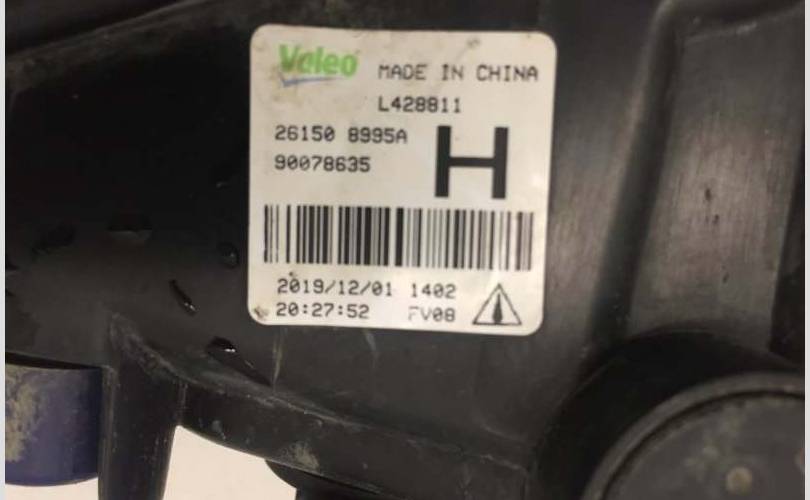 Valeo MADE IN CHINA
L428811
26150 8995A
H
90078635
2019/12/01 1402
20:27:52 FV08